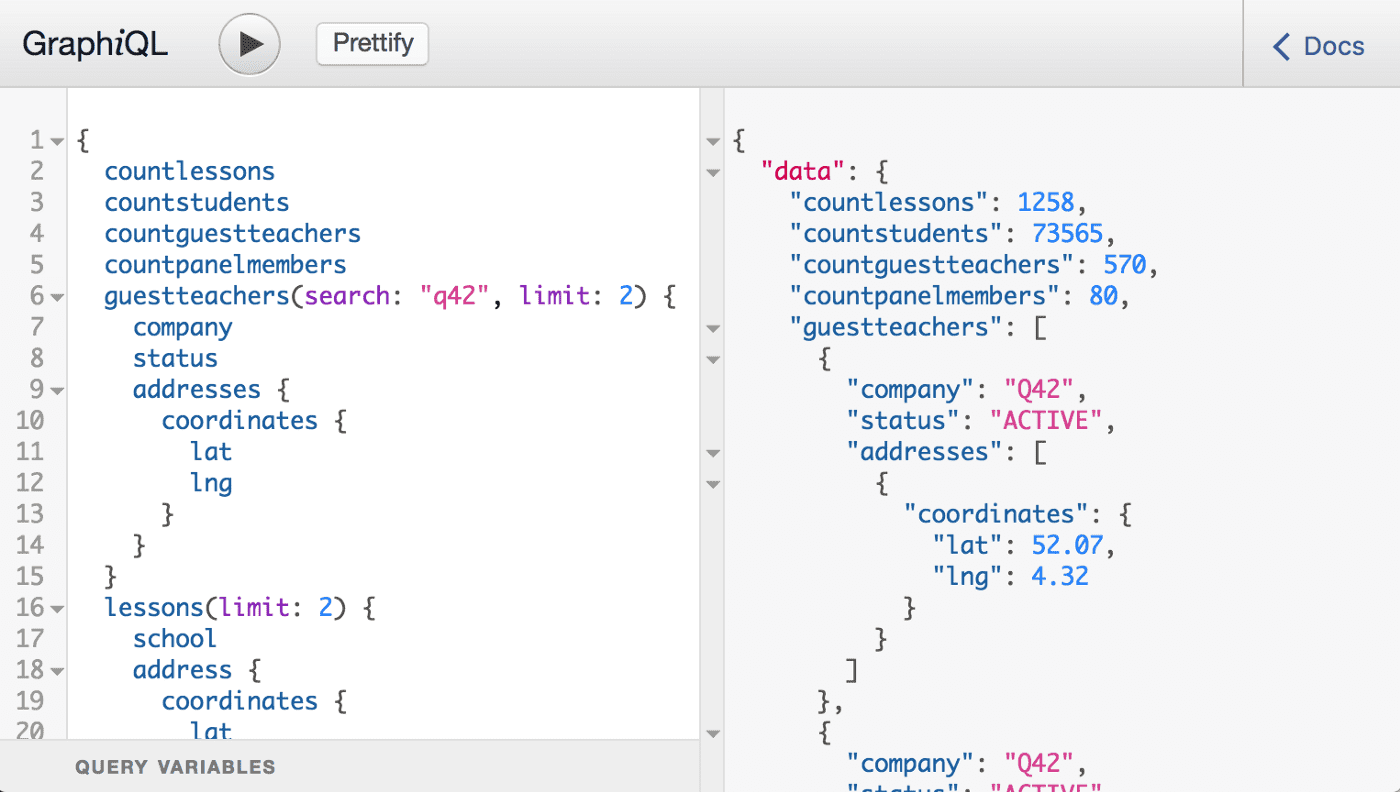 GraphiQL
Prettify
Docs
1 {
2 countlessons
3 countstudents
4 countguestteachers
5 countpanelmembers
6 guestteachers(search: "q42", limit: 2) {
7 company
8 status
9 addresses {
10 coordinates {
11 lat
12 lng
13 }
14 }
15 }
16 lessons(limit: 2) {
17 school
18 address {
19 coordinates {
20 lat
QUERY VARIABLES
{
"data": {
"countlessons": 1258,
"countstudents": 73565,
"countguestteachers": 570,
"countpanelmembers": 80,
"guestteachers": [
{
"company": "Q42",
"status": "ACTIVE",
"addresses": [
{
"coordinates": {
"lat": 52.07,
"lng": 4.32
}
}
]
},
{
"company": "Q42",
"status": "ACTIVE"